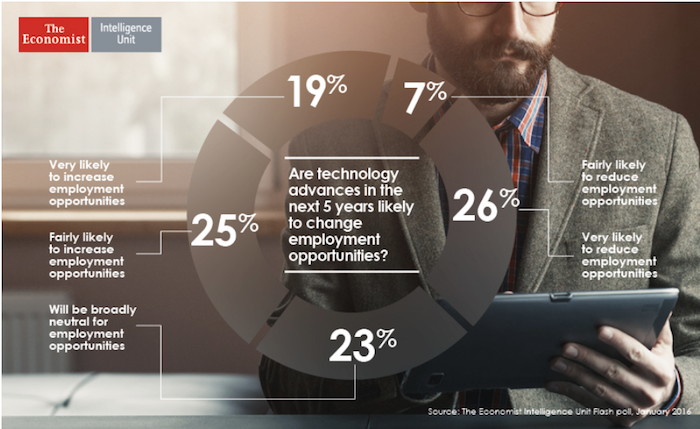 The
Economist
Intelligence
Unit
19%
7%
Very likely
to increase
employment
opportunities
Are technology
advances in the
next 5 years likely
to change
employment
opportunities?
Fairly likely
to reduce
employment
opportunities
25%
26%
Fairly likely
to increase
employment
opportunities
Very likely
to reduce
employment
opportunities
Will be broadly
neutral for
employment
opportunities
23%
Source: The Economist Intelligence Unit Flash poll, January 2016